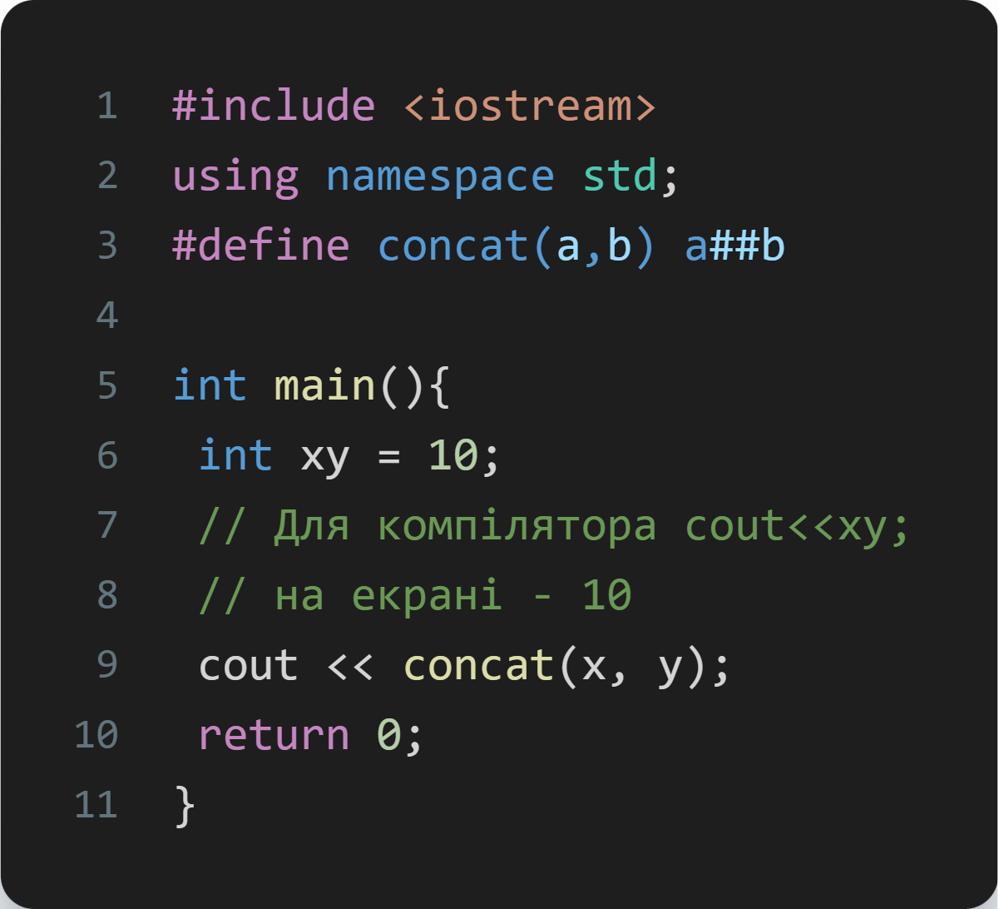 1 #include <iostream>
2 using namespace std;
3 #define concat(a,b) a##b
4
5 int main(){
6  int xy = 10;
7  // Для компілятора cout<<xy;
8  // на екрані - 10
9  cout << concat(x, y);
10  return 0;
11 }